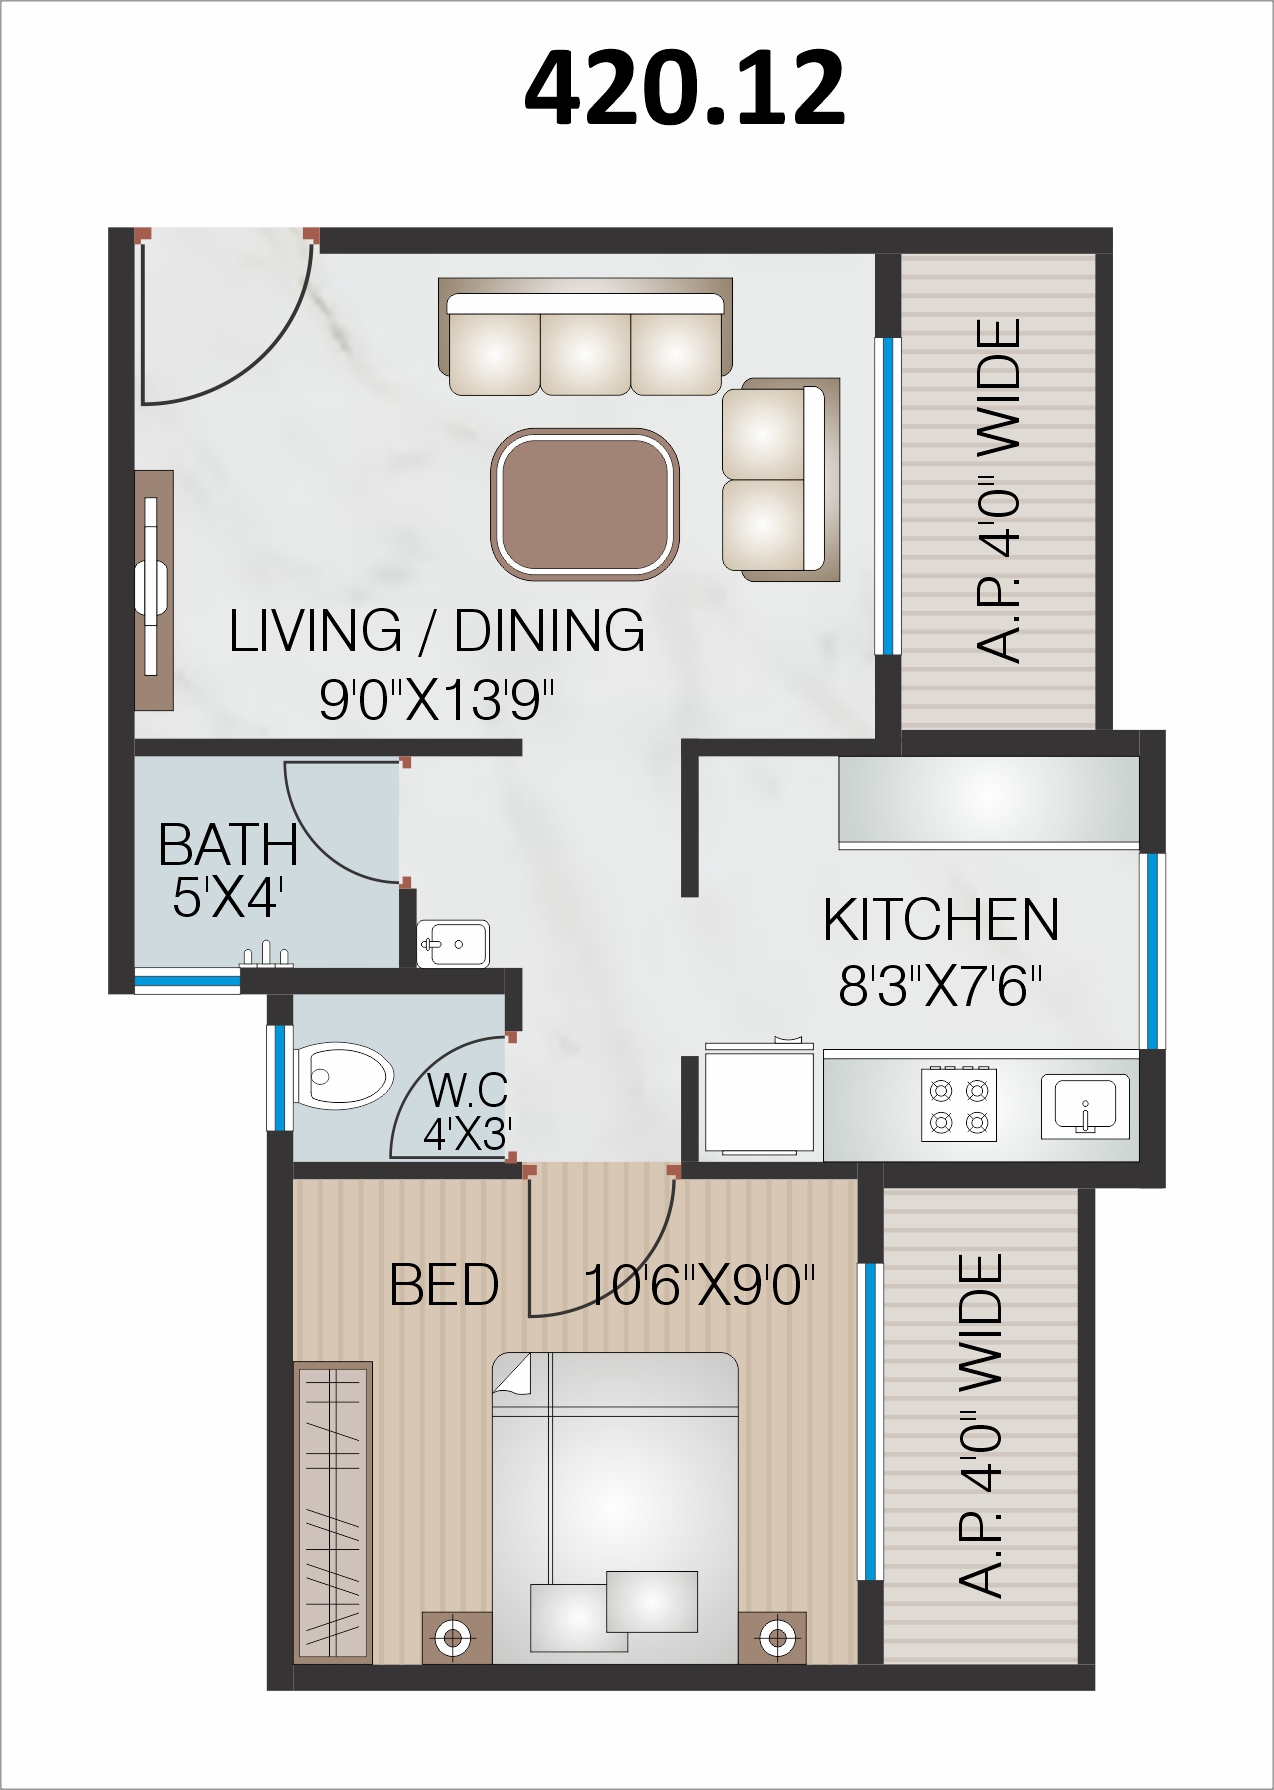 420.12
A.P. 4'0" WIDE
LIVING / DINING
9'0"X13'9"
BATH
5'X4'
KITCHEN
8'3"X7'6"
W.C
4'X3'
BED 10'6"X9'0"
A.P. 4'0" WIDE